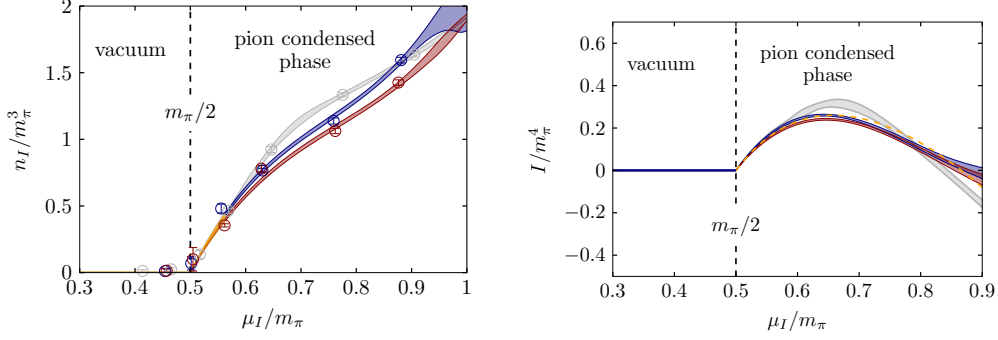 2
1.5
1
0.5
0
n_I/m_π^3
vacuum
pion condensed
phase
m_π/2
0.3 0.4 0.5 0.6 0.7 0.8 0.9 1
μ_I/m_π
0.6
0.4
0.2
0
−0.2
−0.4
I/m_π^4
vacuum
pion condensed
phase
m_π/2
0.3 0.4 0.5 0.6 0.7 0.8 0.9
μ_I/m_π